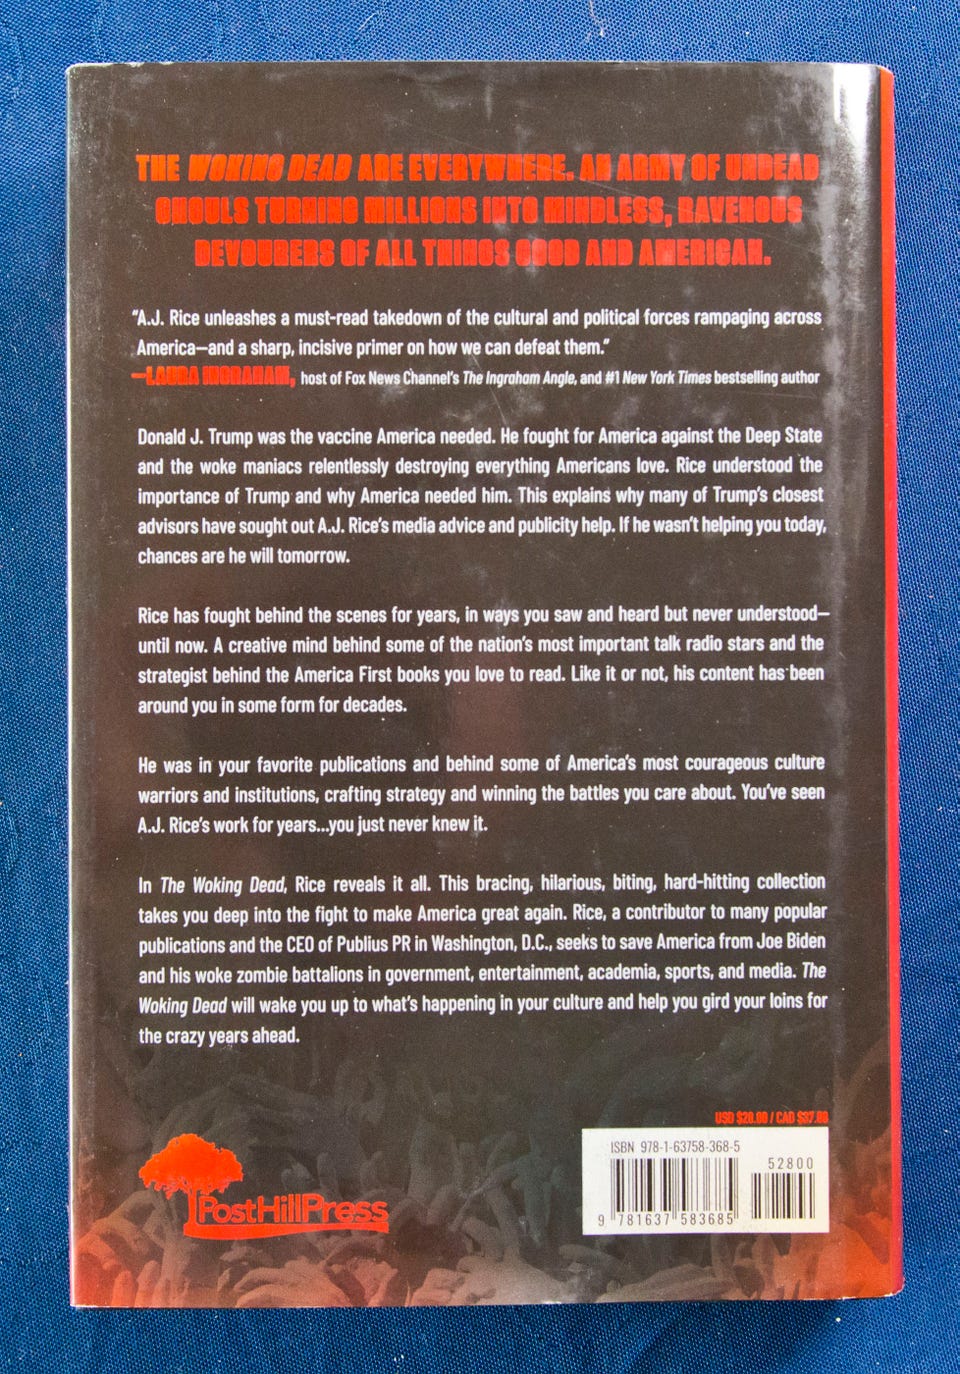 THE WOKING DEAD ARE EVERYWHERE. AN ARMY OF UNDEAD
GHOULS TURNING MILLIONS INTO MINDLESS, RAVENOUS
DEVOURERS OF ALL THINGS GOOD AND AMERICAN.
“A.J. Rice unleashes a must-read takedown of the cultural and political forces rampaging across
America—and a sharp, incisive primer on how we can defeat them.”
—LAURA INGRAHAM, host of Fox News Channel’s The Ingraham Angle, and #1 New York Times bestselling author
Donald J. Trump was the vaccine America needed. He fought for America against the Deep State
and the woke maniacs relentlessly destroying everything Americans love. Rice understood the
importance of Trump and why America needed him. This explains why many of Trump’s closest
advisors have sought out A.J. Rice’s media advice and publicity help. If he wasn’t helping you today,
chances are he will tomorrow.
Rice has fought behind the scenes for years, in ways you saw and heard but never understood—
until now. A creative mind behind some of the nation’s most important talk radio stars and the
strategist behind the America First books you love to read. Like it or not, his content has been
around you in some form for decades.
He was in your favorite publications and behind some of America’s most courageous culture
warriors and institutions, crafting strategy and winning the battles you care about. You’ve seen
A.J. Rice’s work for years...you just never knew it.
In The Woking Dead, Rice reveals it all. This bracing, hilarious, biting, hard-hitting collection
takes you deep into the fight to make America great again. Rice, a contributor to many popular
publications and the CEO of Publius PR in Washington, D.C., seeks to save America from Joe Biden
and his woke zombie battalions in government, entertainment, academia, sports, and media. The
Woking Dead will wake you up to what’s happening in your culture and help you gird your loins for
the crazy years ahead.
USD $28.00 / CAD $37.00
ISBN 978-1-63758-368-5
52800
9 781637 583685
PostHillPress